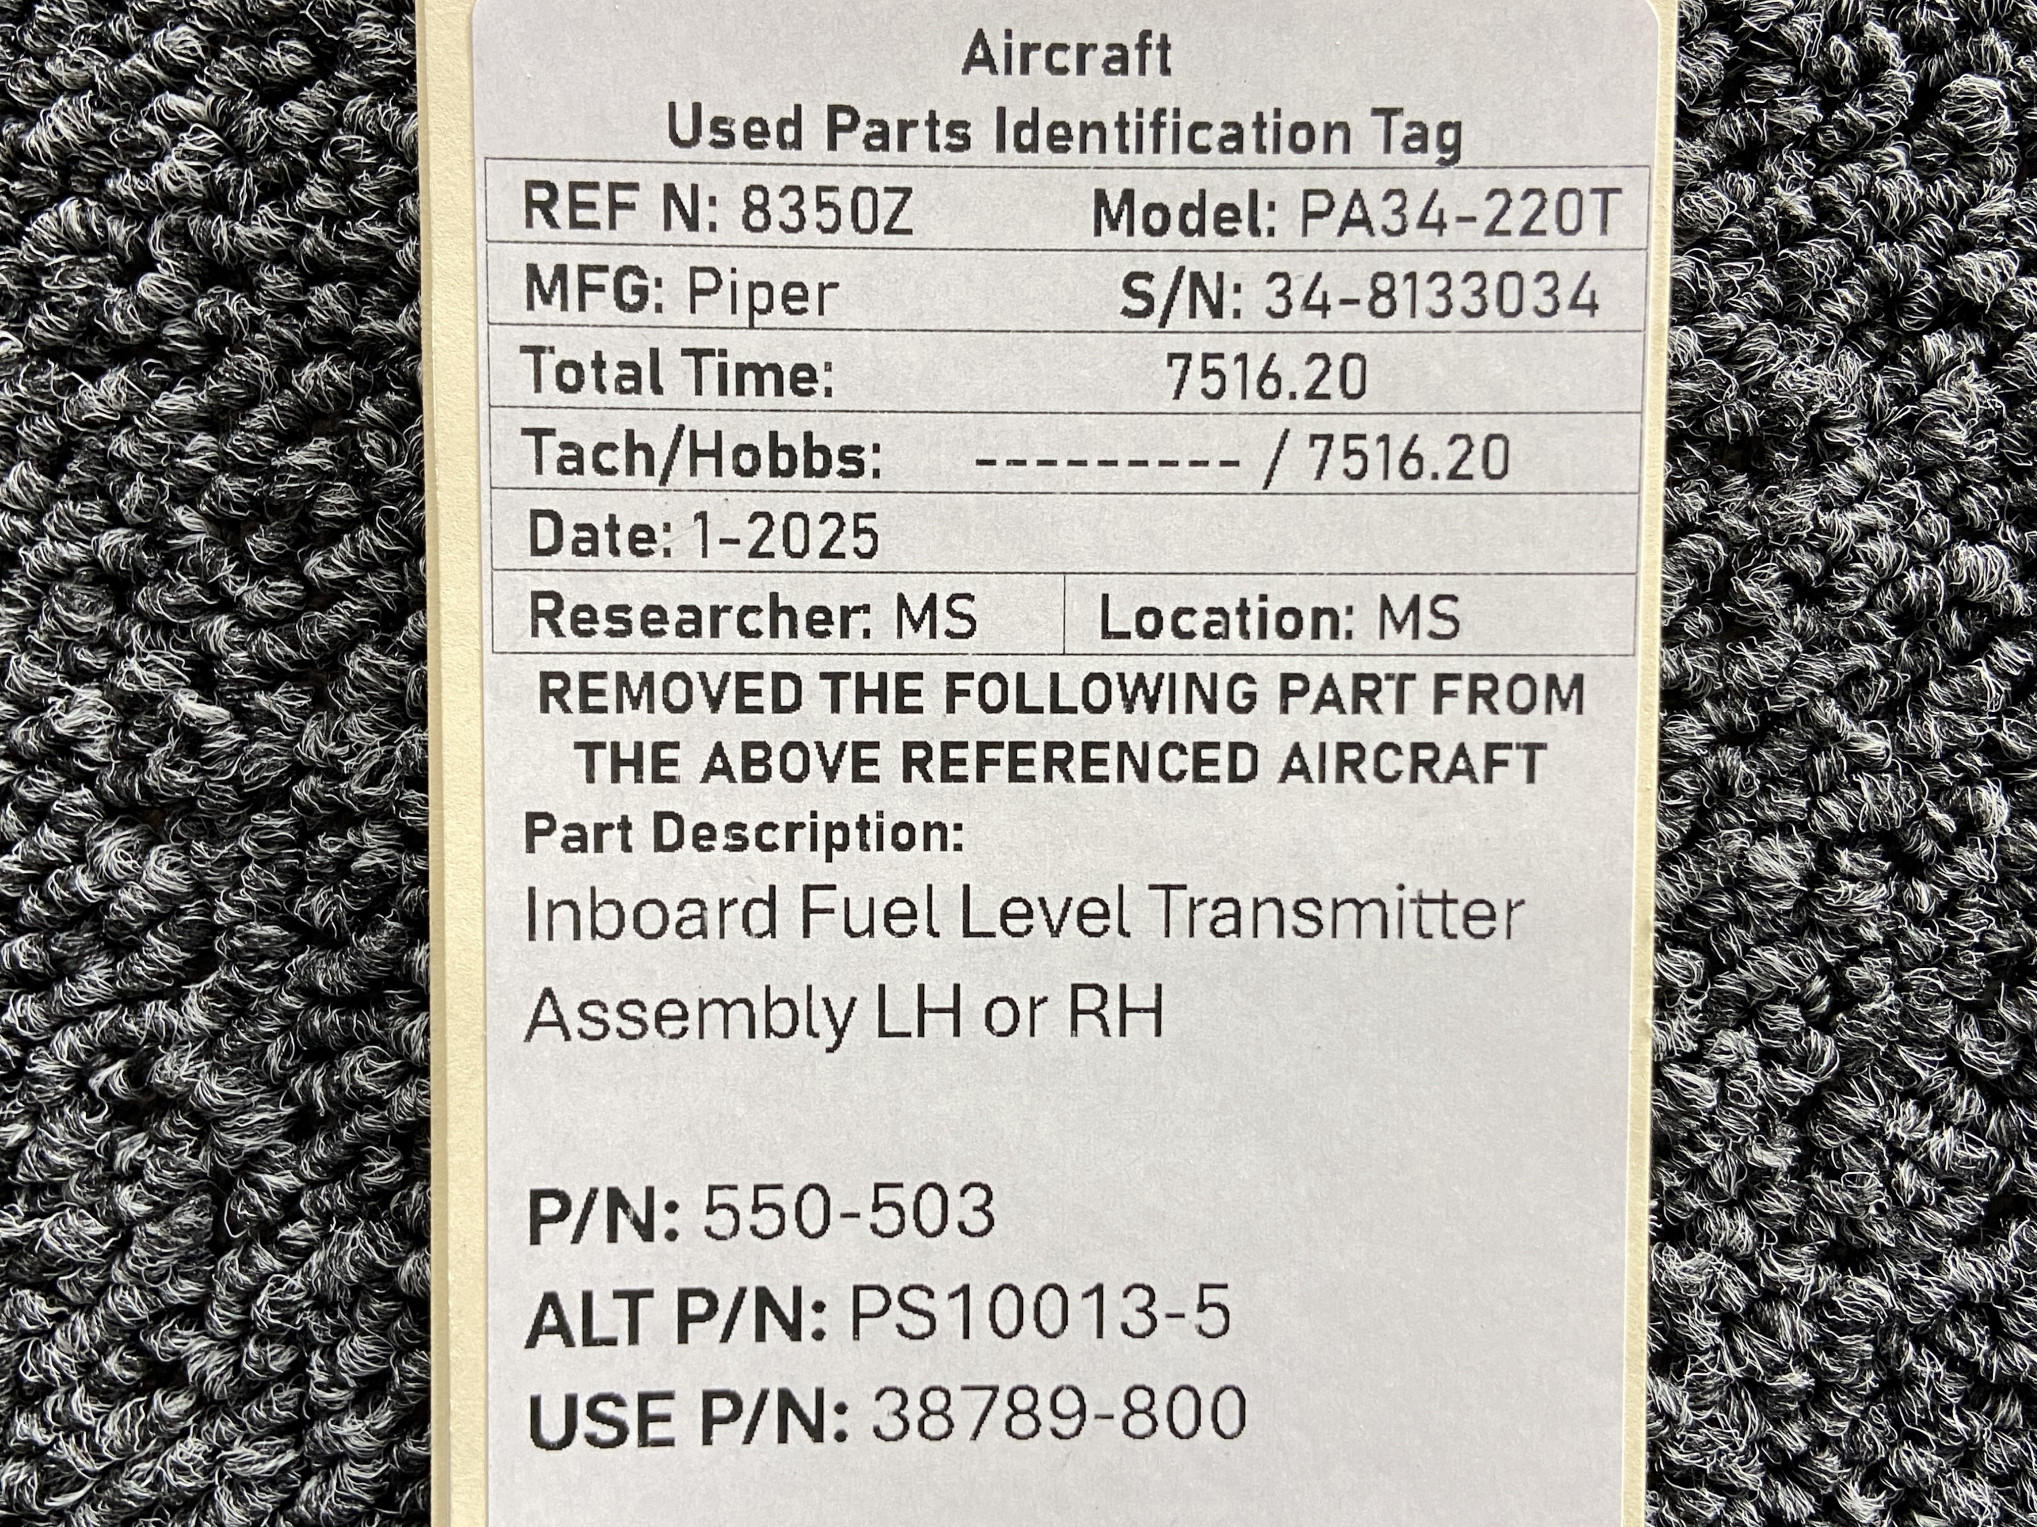 Aircraft
Used Parts Identification Tag
REF N: 8350Z Model: PA34-220T
MFG: Piper S/N: 34-8133034
Total Time: 7516.20
Tach/Hobbs: --------- / 7516.20
Date: 1-2025
Researcher: MS Location: MS
REMOVED THE FOLLOWING PART FROM
THE ABOVE REFERENCED AIRCRAFT
Part Description:
Inboard Fuel Level Transmitter
Assembly LH or RH
P/N: 550-503
ALT P/N: PS10013-5
USE P/N: 38789-800